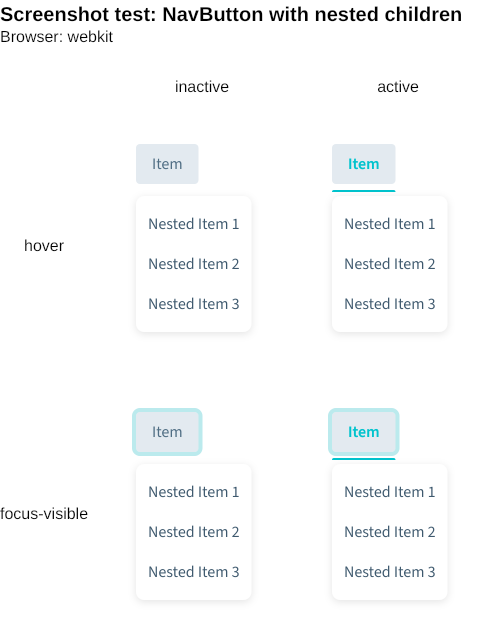 Screenshot test: NavButton with nested children
Browser: webkit
inactive
active
hover
Item
Nested Item 1
Nested Item 2
Nested Item 3
Item
Nested Item 1
Nested Item 2
Nested Item 3
focus-visible
Item
Nested Item 1
Nested Item 2
Nested Item 3
Item
Nested Item 1
Nested Item 2
Nested Item 3